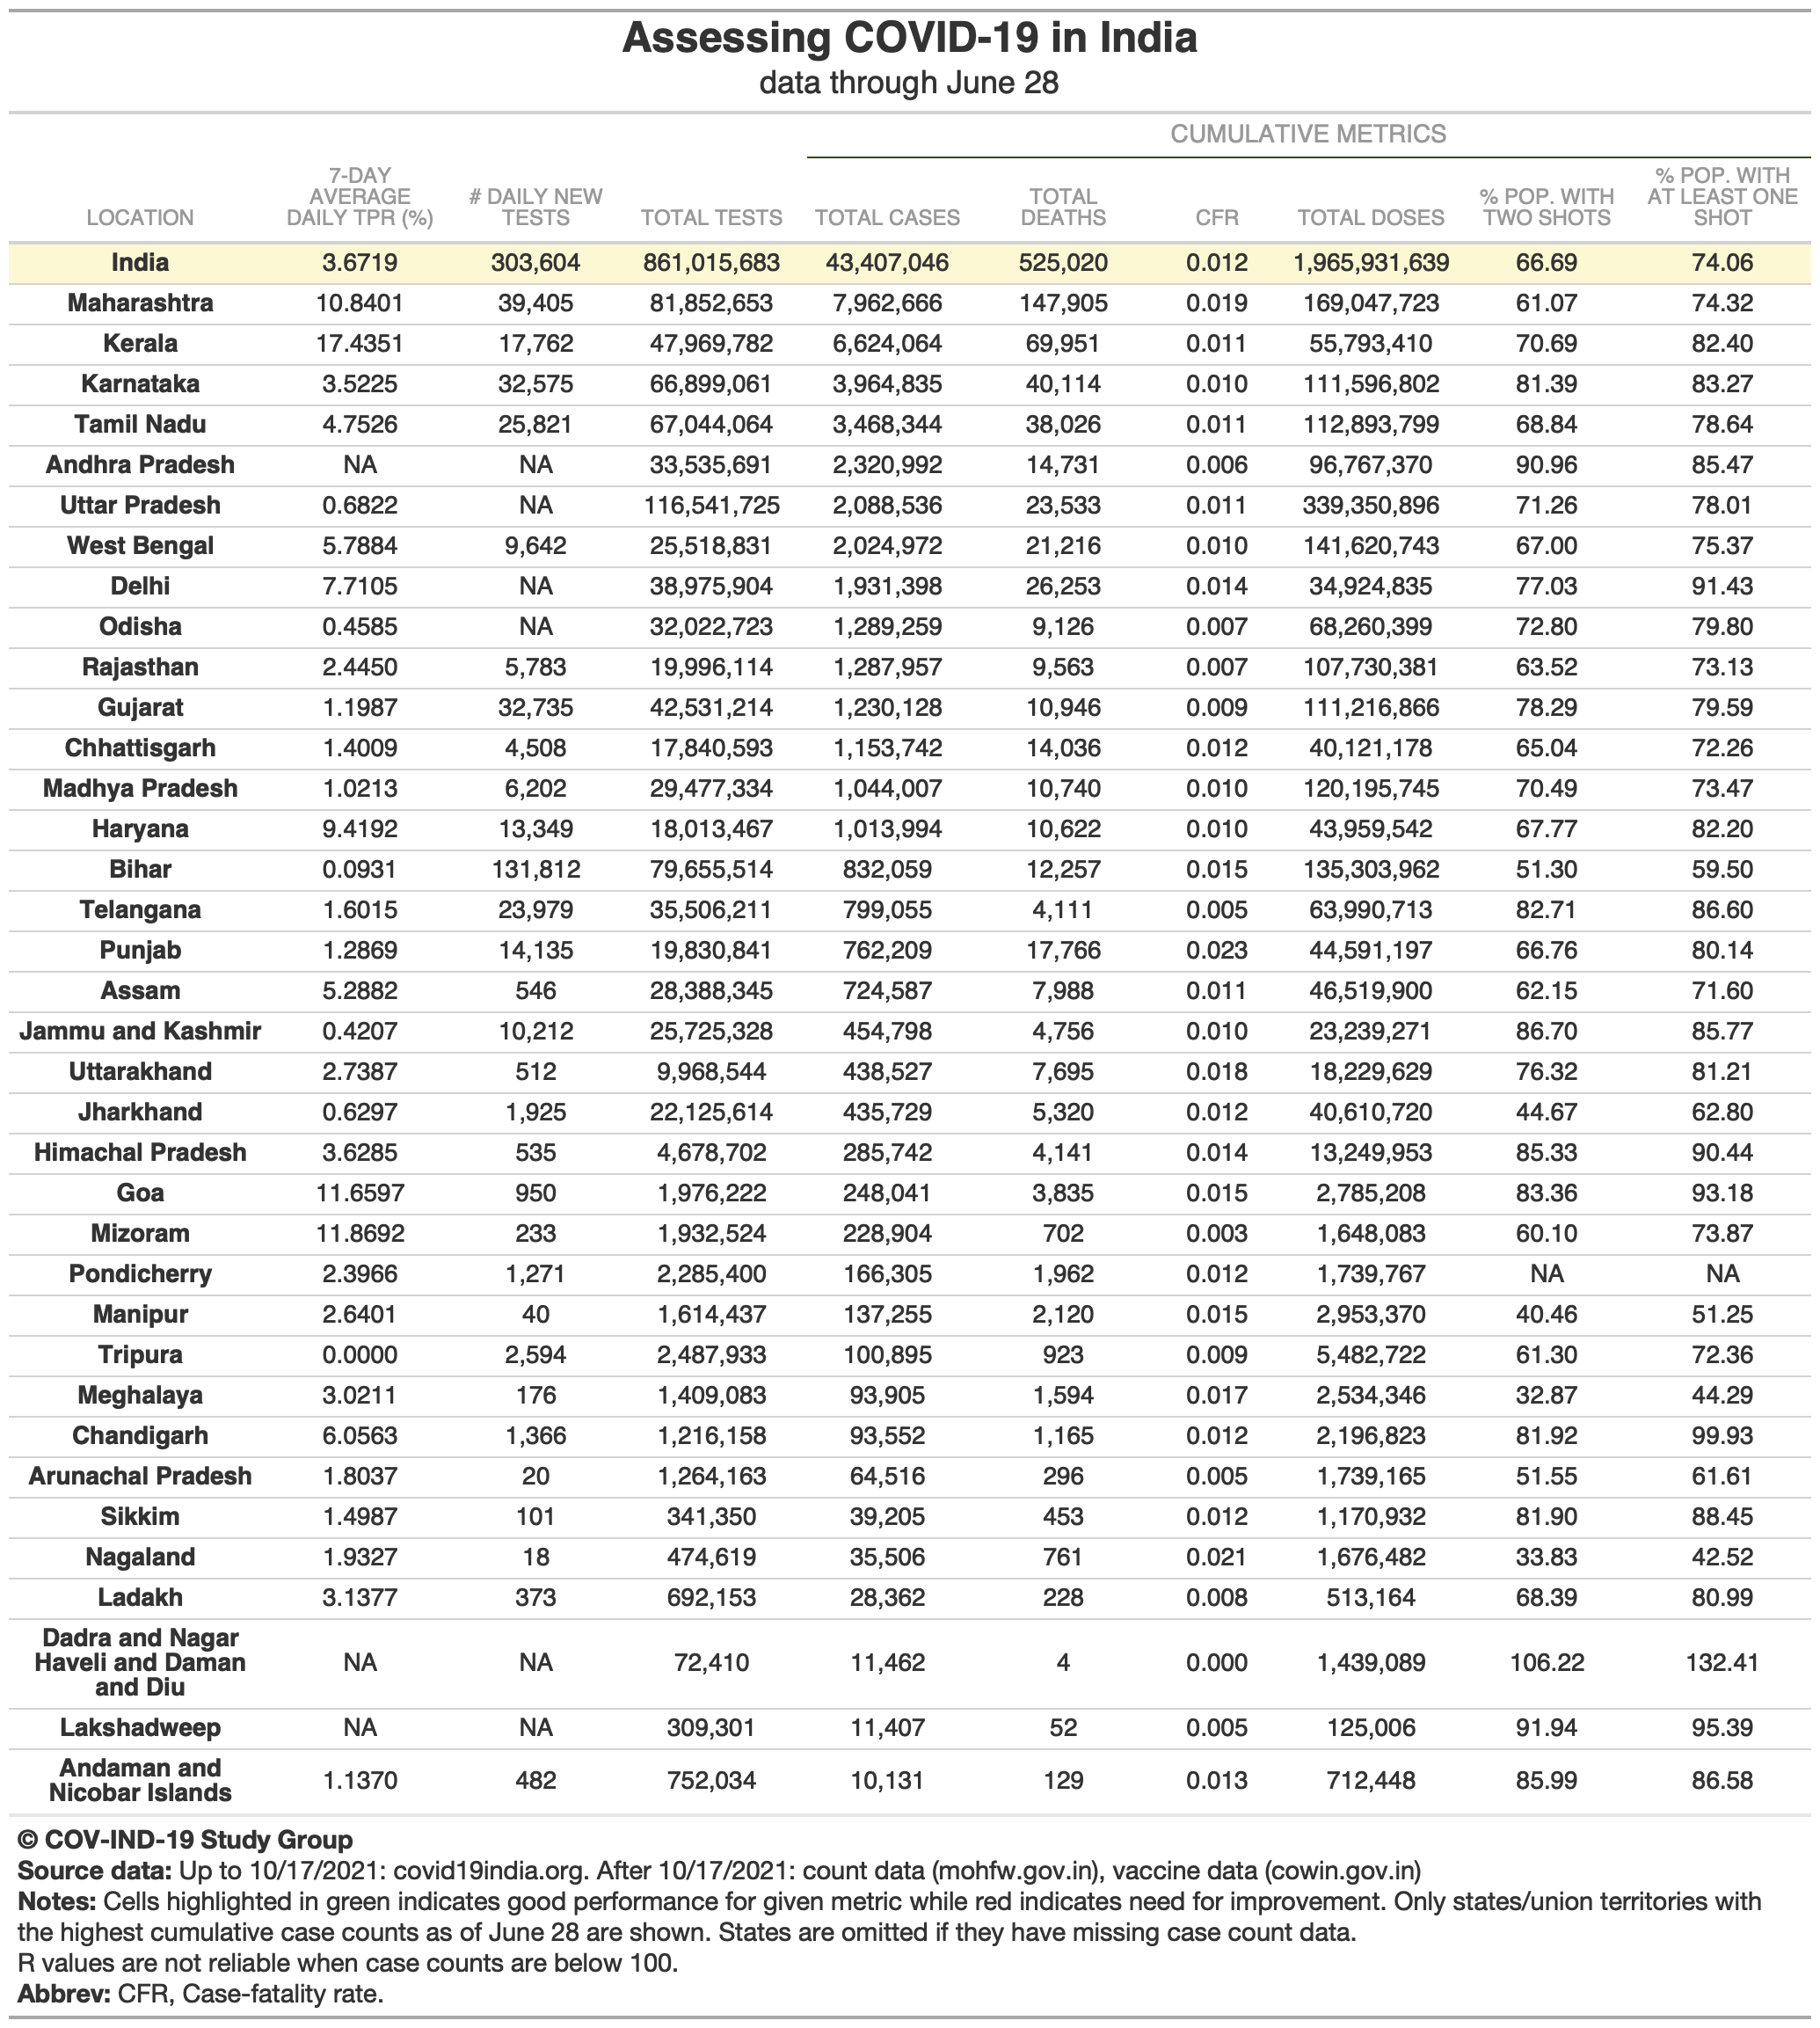 Assessing COVID-19 in India
data through June 28
CUMULATIVE METRICS
LOCATION 7-DAY AVERAGE DAILY TPR (%) # DAILY NEW TESTS TOTAL TESTS TOTAL CASES TOTAL DEATHS CFR TOTAL DOSES % POP. WITH TWO SHOTS % POP. WITH AT LEAST ONE SHOT
India 3.6719 303,604 861,015,683 43,407,046 525,020 0.012 1,965,931,639 66.69 74.06
Maharashtra 10.8401 39,405 81,852,653 7,962,666 147,905 0.019 169,047,723 61.07 74.32
Kerala 17.4351 17,762 47,969,782 6,624,064 69,951 0.011 55,793,410 70.69 82.40
Karnataka 3.5225 32,575 66,899,061 3,964,835 40,114 0.010 111,596,802 81.39 83.27
Tamil Nadu 4.7526 25,821 67,044,064 3,468,344 38,026 0.011 112,893,799 68.84 78.64
Andhra Pradesh NA NA 33,535,691 2,320,992 14,731 0.006 96,767,370 90.96 85.47
Uttar Pradesh 0.6822 NA 116,541,725 2,088,536 23,533 0.011 339,350,896 71.26 78.01
West Bengal 5.7884 9,642 25,518,831 2,024,972 21,216 0.010 141,620,743 67.00 75.37
Delhi 7.7105 NA 38,975,904 1,931,398 26,253 0.014 34,924,835 77.03 91.43
Odisha 0.4585 NA 32,022,723 1,289,259 9,126 0.007 68,260,399 72.80 79.80
Rajasthan 2.4450 5,783 19,996,114 1,287,957 9,563 0.007 107,730,381 63.52 73.13
Gujarat 1.1987 32,735 42,531,214 1,230,128 10,946 0.009 111,216,866 78.29 79.59
Chhattisgarh 1.4009 4,508 17,840,593 1,153,742 14,036 0.012 40,121,178 65.04 72.26
Madhya Pradesh 1.0213 6,202 29,477,334 1,044,007 10,740 0.010 120,195,745 70.49 73.47
Haryana 9.4192 13,349 18,013,467 1,013,994 10,622 0.010 43,959,542 67.77 82.20
Bihar 0.0931 131,812 79,655,514 832,059 12,257 0.015 135,303,962 51.30 59.50
Telangana 1.6015 23,979 35,506,211 799,055 4,111 0.005 63,990,713 82.71 86.60
Punjab 1.2869 14,135 19,830,841 762,209 17,766 0.023 44,591,197 66.76 80.14
Assam 5.2882 546 28,388,345 724,587 7,988 0.011 46,519,900 62.15 71.60
Jammu and Kashmir 0.4207 10,212 25,725,328 454,798 4,756 0.010 23,239,271 86.70 85.77
Uttarakhand 2.7387 512 9,968,544 438,527 7,695 0.018 18,229,629 76.32 81.21
Jharkhand 0.6297 1,925 22,125,614 435,729 5,320 0.012 40,610,720 44.67 62.80
Himachal Pradesh 3.6285 535 4,678,702 285,742 4,141 0.014 13,249,953 85.33 90.44
Goa 11.6597 950 1,976,222 248,041 3,835 0.015 2,785,208 83.36 93.18
Mizoram 11.8692 233 1,932,524 228,904 702 0.003 1,648,083 60.10 73.87
Pondicherry 2.3966 1,271 2,285,400 166,305 1,962 0.012 1,739,767 NA NA
Manipur 2.6401 40 1,614,437 137,255 2,120 0.015 2,953,370 40.46 51.25
Tripura 0.0000 2,594 2,487,933 100,895 923 0.009 5,482,722 61.30 72.36
Meghalaya 3.0211 176 1,409,083 93,905 1,594 0.017 2,534,346 32.87 44.29
Chandigarh 6.0563 1,366 1,216,158 93,552 1,165 0.012 2,196,823 81.92 99.93
Arunachal Pradesh 1.8037 20 1,264,163 64,516 296 0.005 1,739,165 51.55 61.61
Sikkim 1.4987 101 341,350 39,205 453 0.012 1,170,932 81.90 88.45
Nagaland 1.9327 18 474,619 35,506 761 0.021 1,676,482 33.83 42.52
Ladakh 3.1377 373 692,153 28,362 228 0.008 513,164 68.39 80.99
Dadra and Nagar Haveli and Daman and Diu NA NA 72,410 11,462 4 0.000 1,439,089 106.22 132.41
Lakshadweep NA NA 309,301 11,407 52 0.005 125,006 91.94 95.39
Andaman and Nicobar Islands 1.1370 482 752,034 10,131 129 0.013 712,448 85.99 86.58
© COV-IND-19 Study Group
Source data: Up to 10/17/2021: covid19india.org. After 10/17/2021: count data (mohfw.gov.in), vaccine data (cowin.gov.in)
Notes: Cells highlighted in green indicates good performance for given metric while red indicates need for improvement. Only states/union territories with
the highest cumulative case counts as of June 28 are shown. States are omitted if they have missing case count data.
R values are not reliable when case counts are below 100.
Abbrev: CFR, Case-fatality rate.